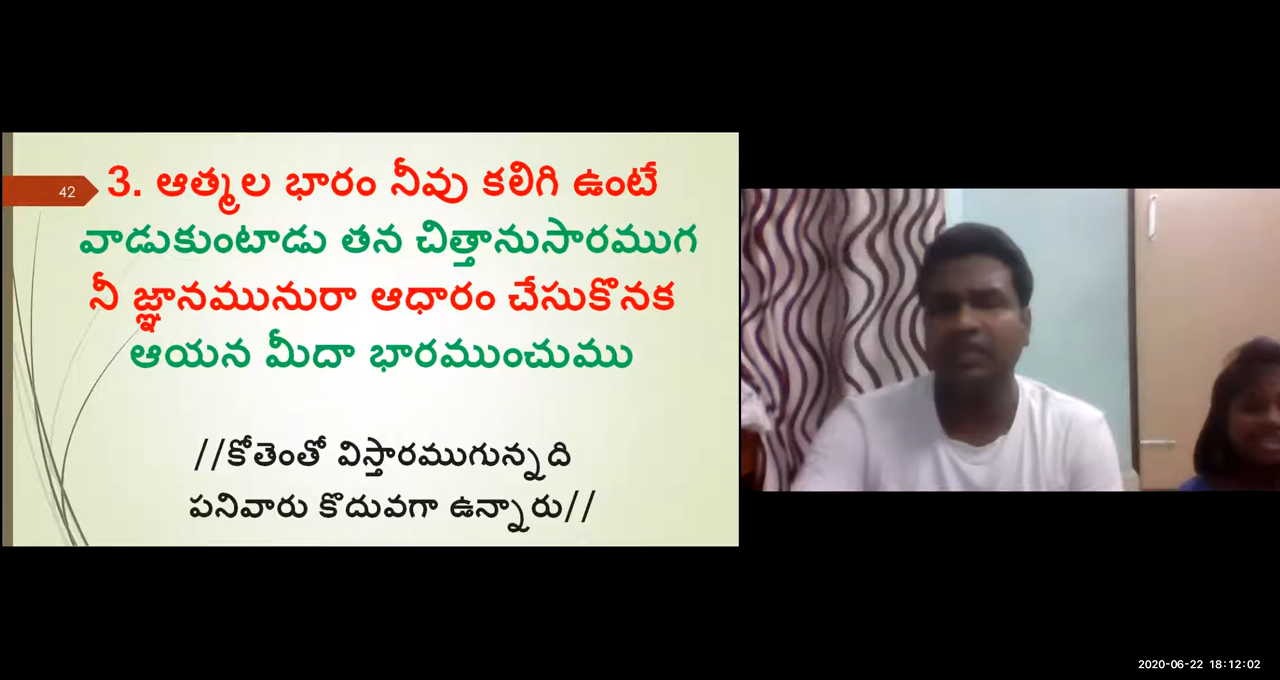 42
3. ఆత్మల భారం నీవు కలిగి ఉంటే
వాడుకుంటాడు తన చిత్తానుసారముగ
నీ జ్ఞానమునురా ఆధారం చేసుకొనక
ఆయన మీదా భారముంచుము
//కోతెంతో విస్తారముగున్నది
పనివారు కొదువగా ఉన్నారు//
2020-06-22 18:12:02